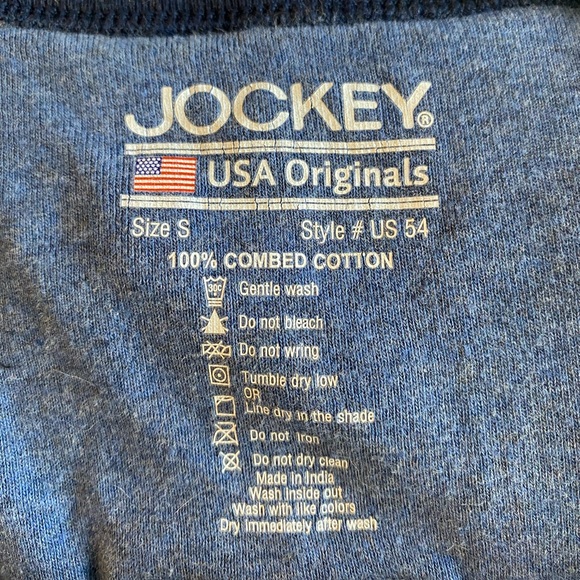 JOCKEY®
USA Originals
Size S Style # US 54
100% COMBED COTTON
30C Gentle wash
Do not bleach
Do not wring
Tumble dry low
OR
Line dry in the shade
Do not Iron
Do not dry clean
Made in India
Wash inside out
Wash with like colors
Dry immediately after wash